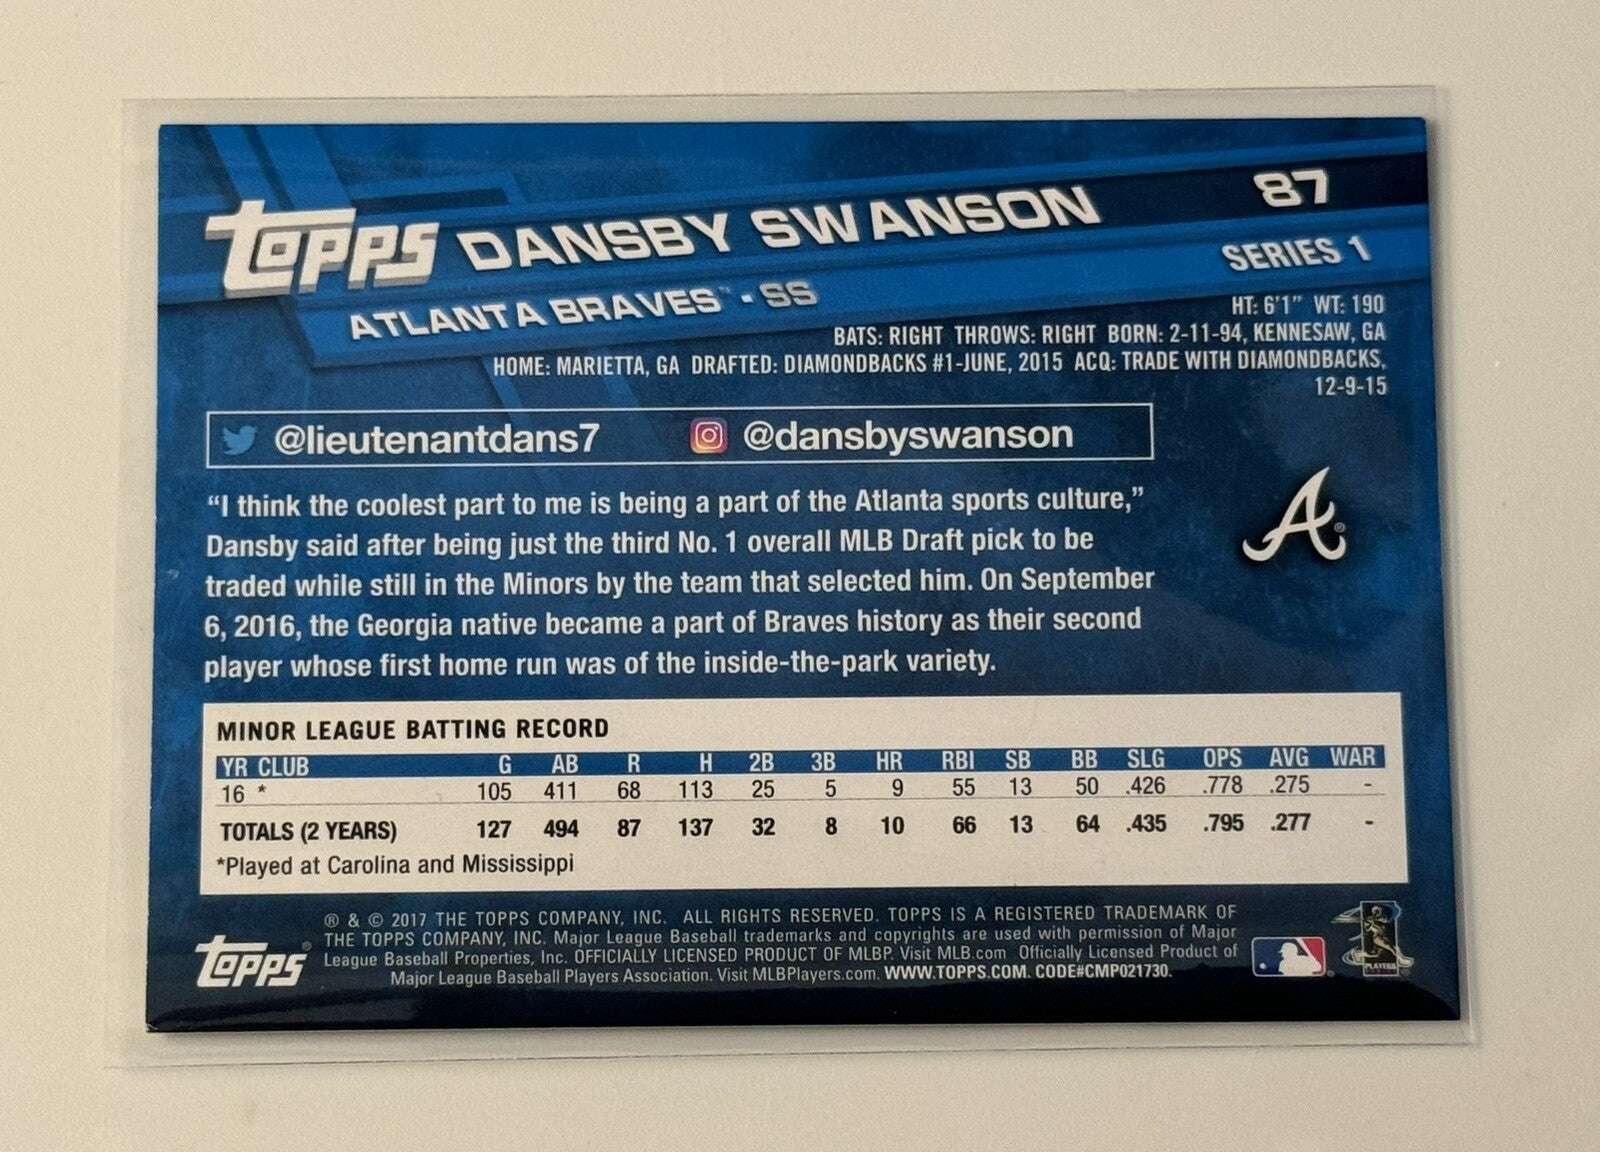 TOPPS DANSBY SWANSON 87
ATLANTA BRAVES™ • SS SERIES 1
HT: 6'1" WT: 190
BATS: RIGHT THROWS: RIGHT BORN: 2-11-94, KENNESAW, GA
HOME: MARIETTA, GA DRAFTED: DIAMONDBACKS #1-JUNE, 2015 ACQ: TRADE WITH DIAMONDBACKS,
12-9-15
@lieutenantdans7 @dansbyswanson
“I think the coolest part to me is being a part of the Atlanta sports culture,”
Dansby said after being just the third No. 1 overall MLB Draft pick to be
traded while still in the Minors by the team that selected him. On September
6, 2016, the Georgia native became a part of Braves history as their second
player whose first home run was of the inside-the-park variety.
A®
MINOR LEAGUE BATTING RECORD
YR CLUB G AB R H 2B 3B HR RBI SB BB SLG OPS AVG WAR
16 * 105 411 68 113 25 5 9 55 13 50 .426 .778 .275 -
TOTALS (2 YEARS) 127 494 87 137 32 8 10 66 13 64 .435 .795 .277 -
*Played at Carolina and Mississippi
® & © 2017 THE TOPPS COMPANY, INC. ALL RIGHTS RESERVED. TOPPS IS A REGISTERED TRADEMARK OF
THE TOPPS COMPANY, INC. Major League Baseball trademarks and copyrights are used with permission of Major
League Baseball Properties, Inc. OFFICIALLY LICENSED PRODUCT OF MLBP. Visit MLB.com Officially Licensed Product of
Major League Baseball Players Association. Visit MLBPlayers.com. WWW.TOPPS.COM. CODE#CMP021730.
TOPPS®
PLAYERS